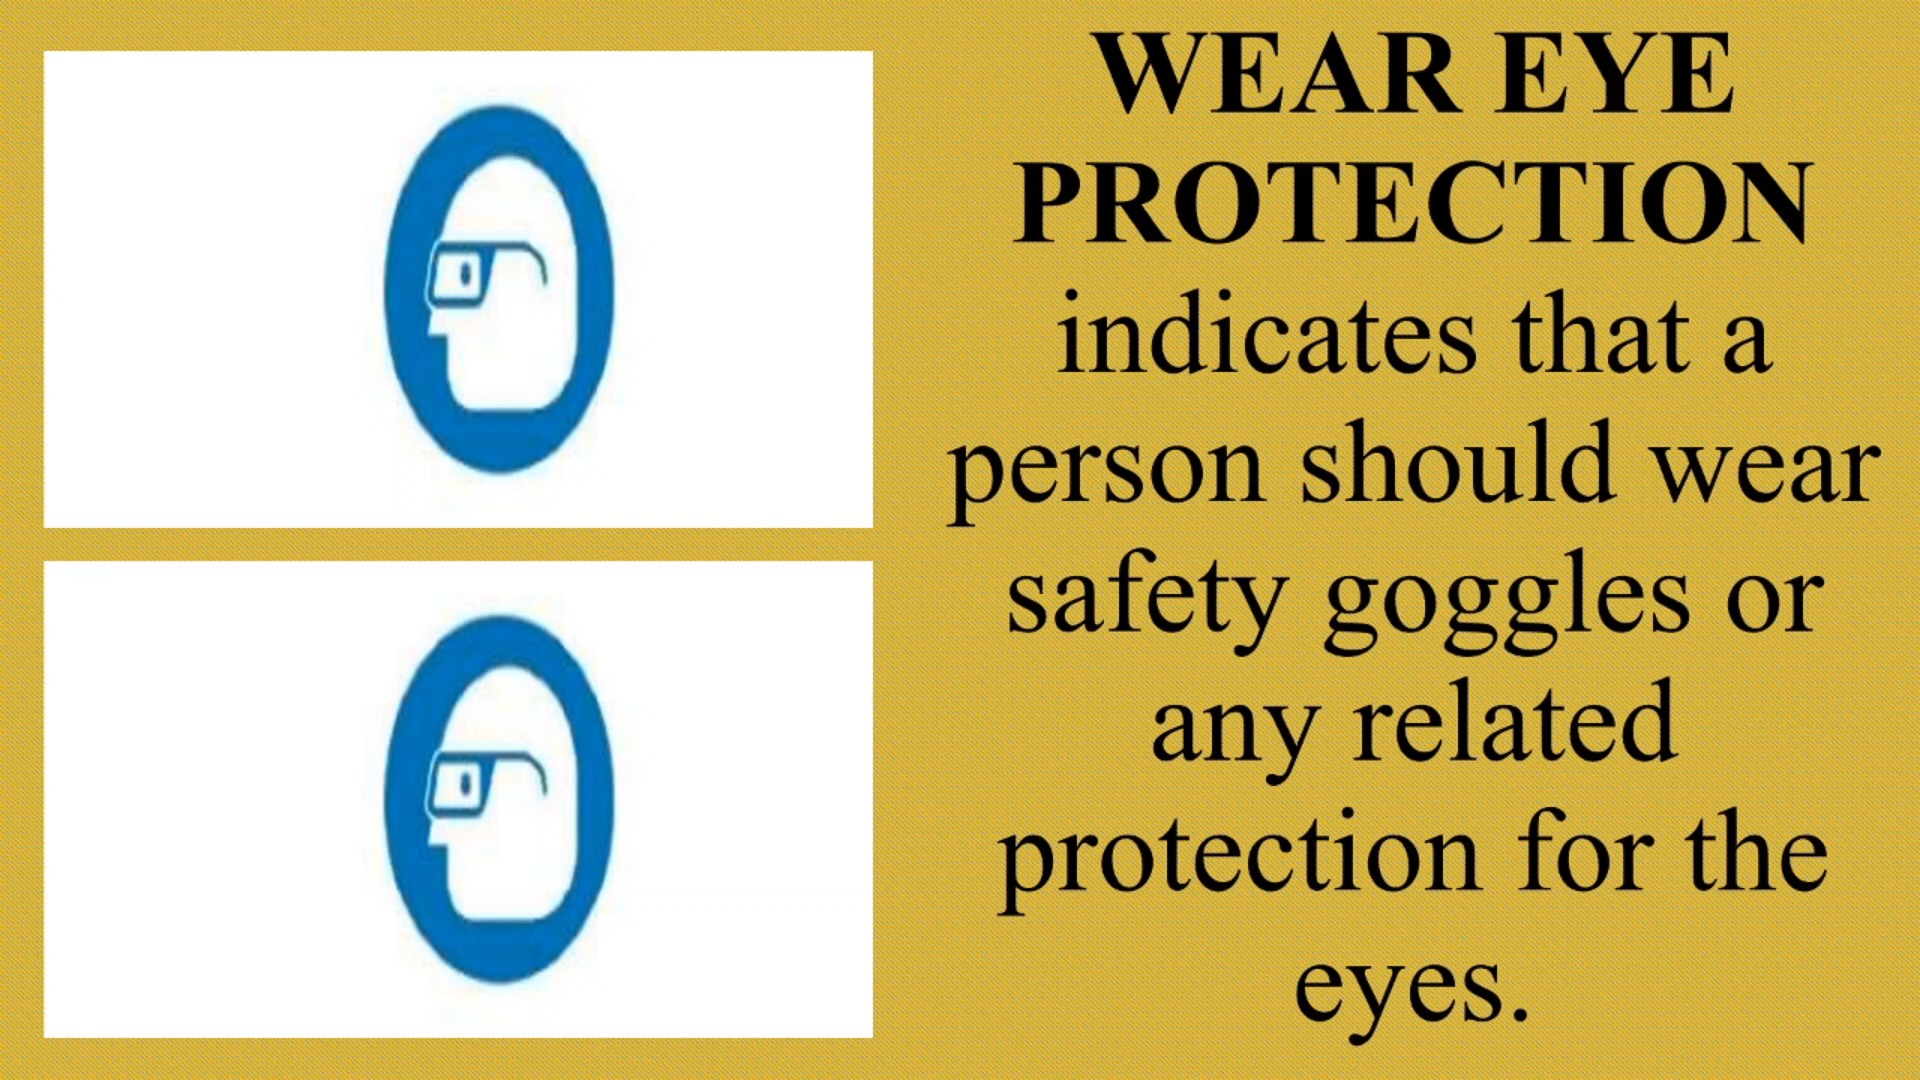 WEAR EYE
PROTECTION
indicates that a
person should wear
safety goggles or
any related
protection for the
eyes.